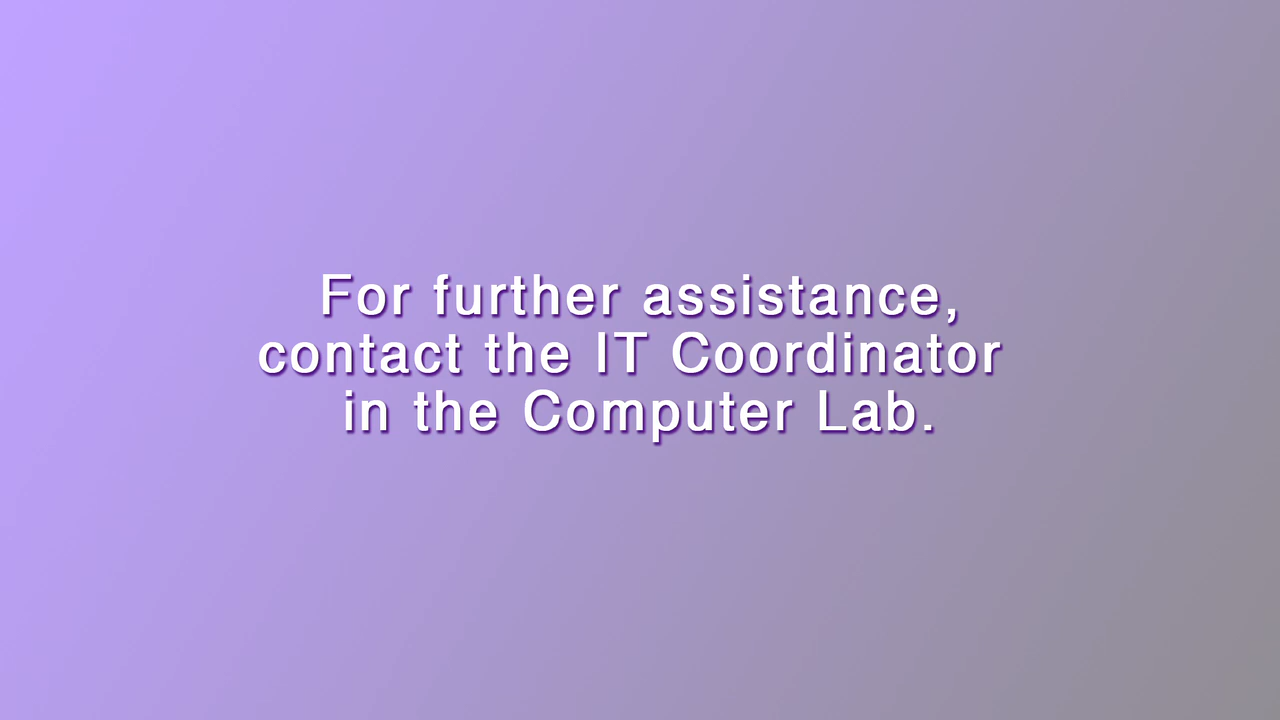 For further assistance,
contact the IT Coordinator
in the Computer Lab.